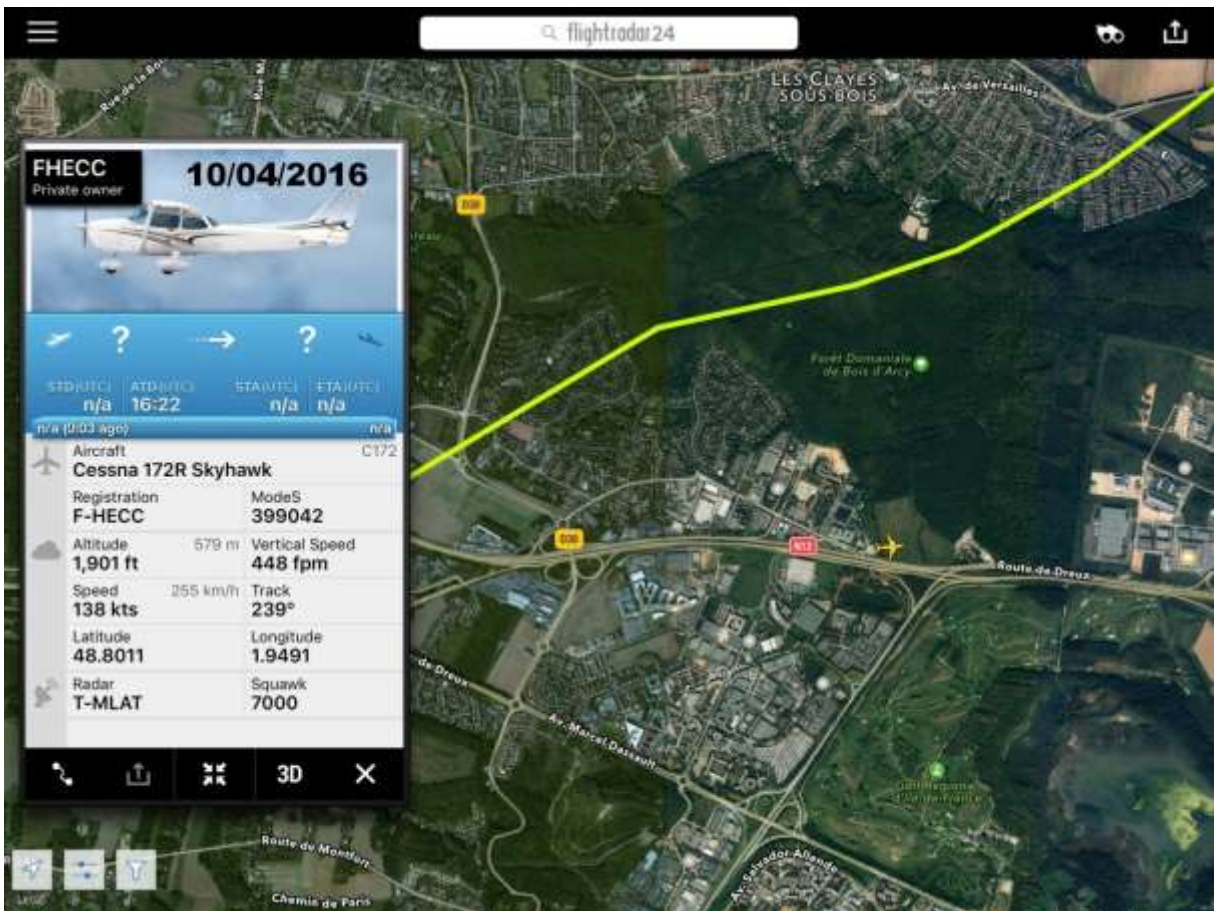 flightradar24
LES CLAYES
SOUS BOIS
Av. de Versailles
FHECC
Private owner
10/04/2016
D30
? ?
STD(UTC) ATD(UTC) STA(UTC) ETA(UTC)
n/a 16:22 n/a n/a
n/a (0:03 ago) n/a
Aircraft C172
Cessna 172R Skyhawk
Registration ModeS
F-HECC 399042
Altitude 579 m Vertical Speed
1,901 ft 448 fpm
Speed 255 km/h Track
138 kts 239°
Latitude Longitude
48.8011 1.9491
Radar Squawk
T-MLAT 7000
3D
Forêt Domaniale
de Bois d'Arcy
D30
N12
Route de Dreux
de Dreux
Av. Marcel Dassault
d'Île-de-France
Av. Salvador Allende
Route de Montfort
Chemin de Paris